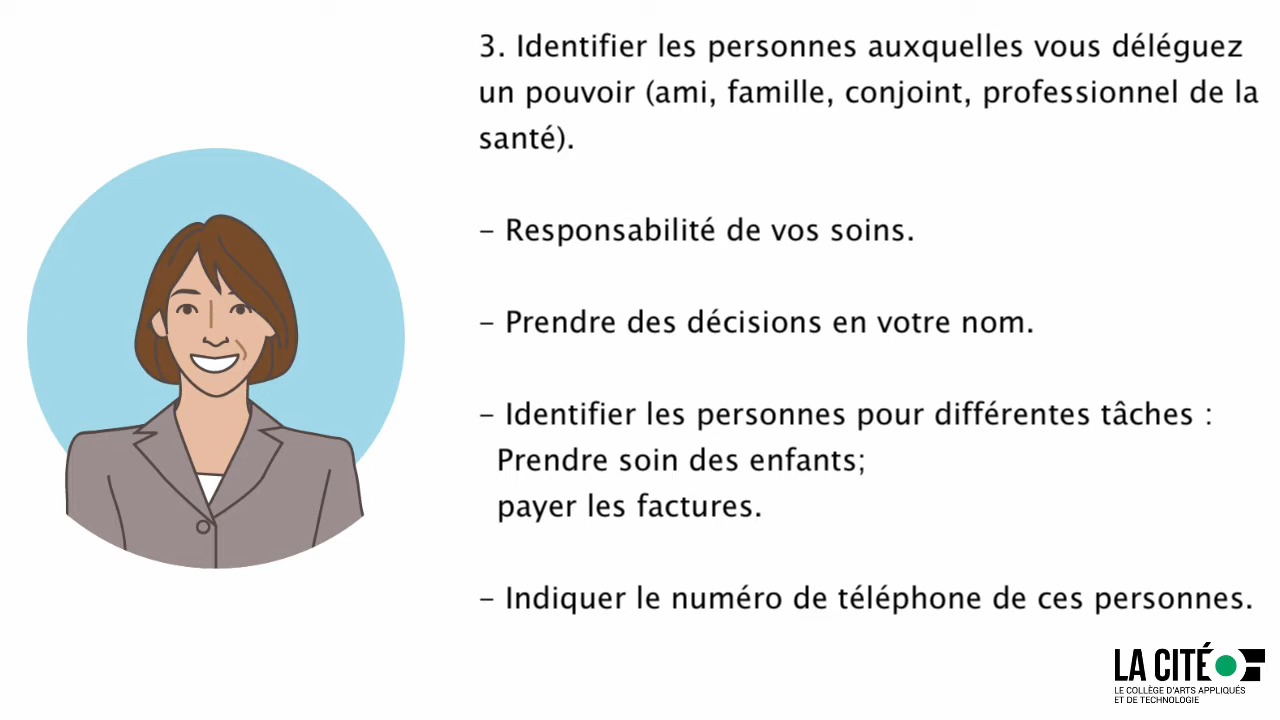 3. Identifier les personnes auxquelles vous déléguez
un pouvoir (ami, famille, conjoint, professionnel de la
santé).
– Responsabilité de vos soins.
– Prendre des décisions en votre nom.
– Identifier les personnes pour différentes tâches :
Prendre soin des enfants;
payer les factures.
– Indiquer le numéro de téléphone de ces personnes.
LA CITÉ
LE COLLÈGE D'ARTS APPLIQUÉS
ET DE TECHNOLOGIE